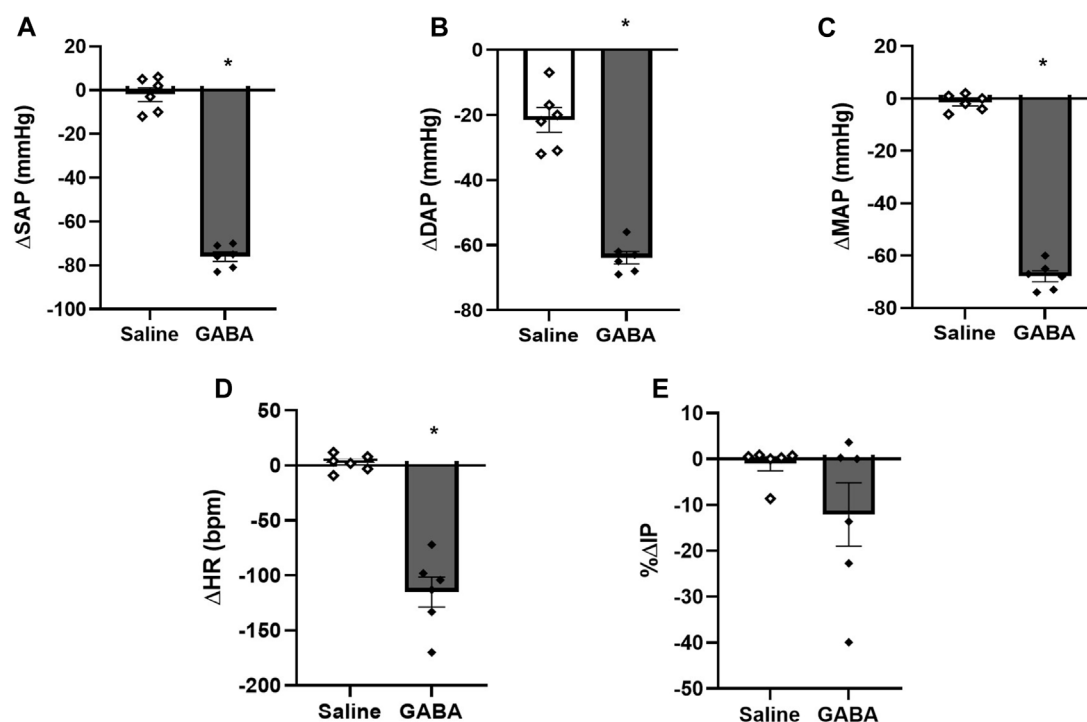 A
ΔSAP (mmHg)
20
0
-20
-40
-60
-80
-100
*
Saline GABA
B
ΔDAP (mmHg)
0
-20
-40
-60
-80
*
Saline GABA
C
ΔMAP (mmHg)
20
0
-20
-40
-60
-80
*
Saline GABA
D
ΔHR (bpm)
50
0
-50
-100
-150
-200
*
Saline GABA
E
%ΔIP
10
0
-10
-20
-30
-40
-50
Saline GABA